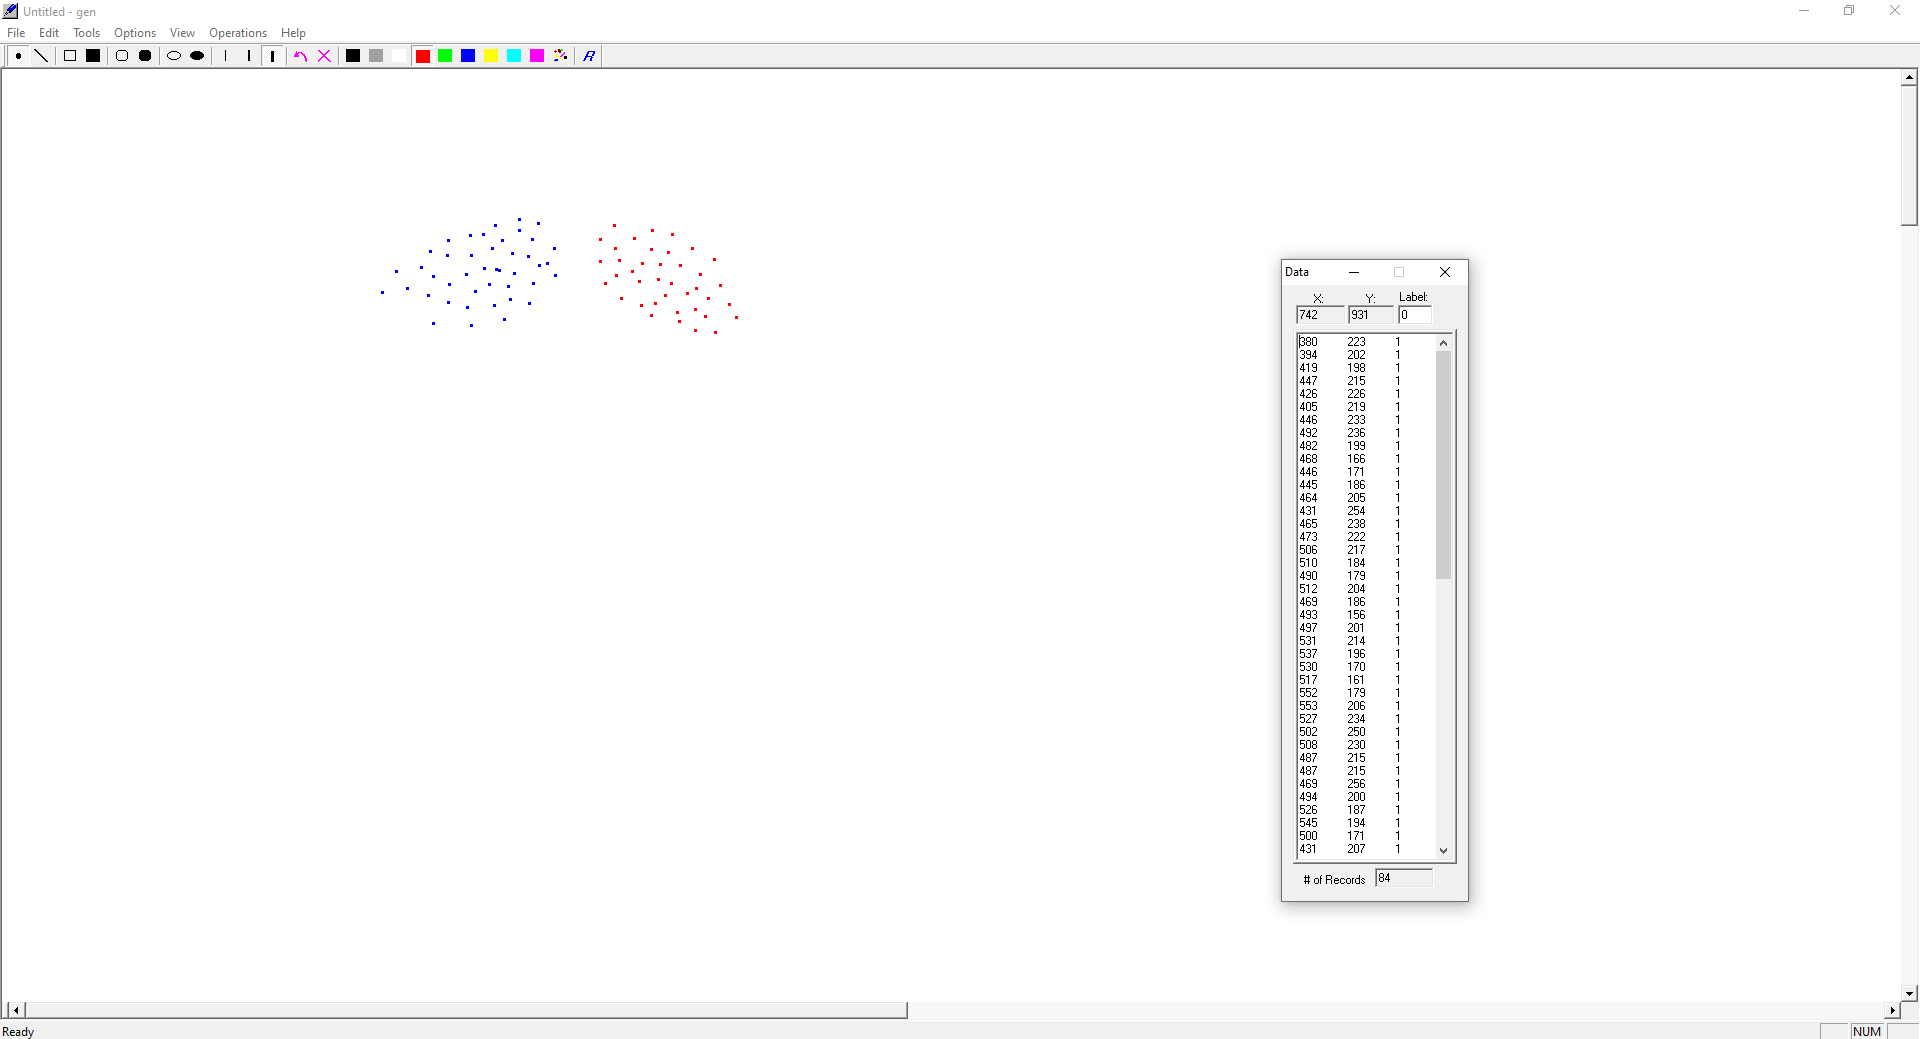 Untitled - gen
File Edit Tools Options View Operations Help
R
Data
X: Y: Label:
742 931 0
380 223 1
394 202 1
419 198 1
447 215 1
426 226 1
405 219 1
446 233 1
492 236 1
482 199 1
468 166 1
446 171 1
445 186 1
464 205 1
431 254 1
465 238 1
473 222 1
506 217 1
510 184 1
490 179 1
512 204 1
469 186 1
493 156 1
497 201 1
531 214 1
537 196 1
530 170 1
517 161 1
552 179 1
553 206 1
527 234 1
502 250 1
508 230 1
487 215 1
487 215 1
469 256 1
494 200 1
526 187 1
545 194 1
500 171 1
431 207 1
# of Records 84
Ready NUM